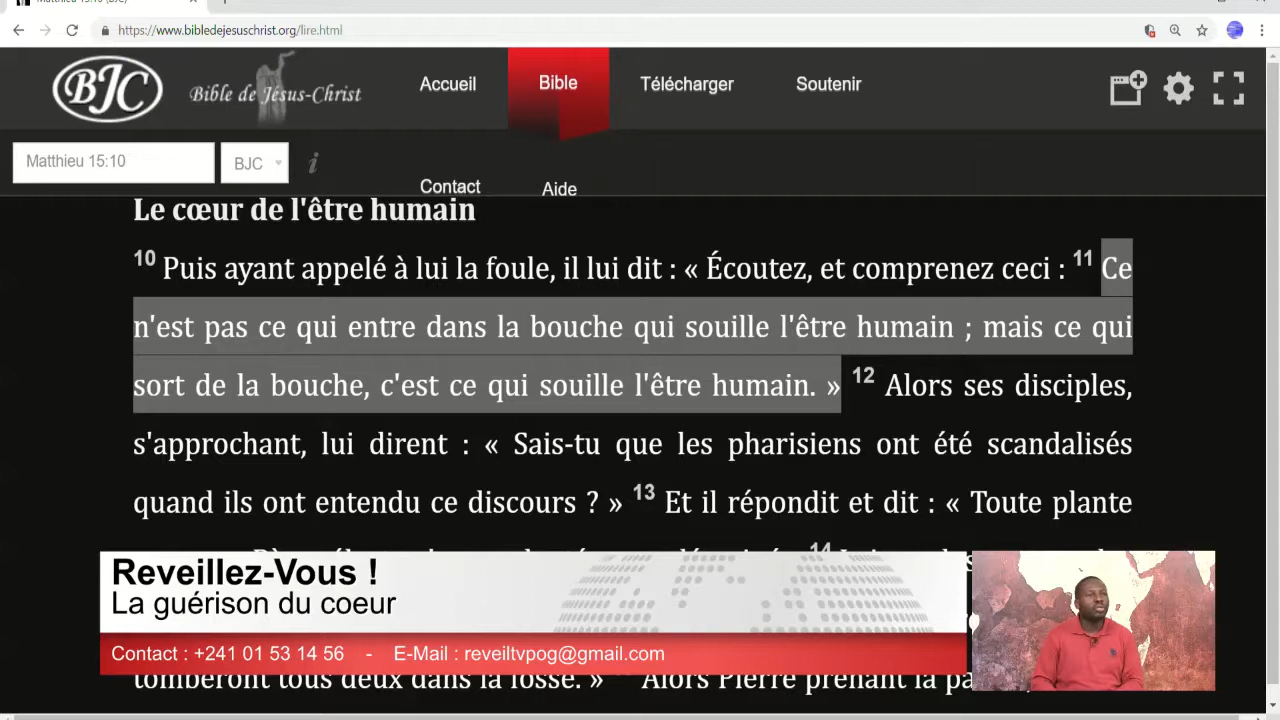 Matthieu 15:10 (BJC)
https://www.bibledejesuschrist.org/lire.html
BJC
Bible de Jésus-Christ
Accueil
Bible
Télécharger
Soutenir
Matthieu 15:10
BJC
i
Contact
Aide
Le cœur de l'être humain
10 Puis ayant appelé à lui la foule, il lui dit : « Écoutez, et comprenez ceci : 11 Ce
n'est pas ce qui entre dans la bouche qui souille l'être humain ; mais ce qui
sort de la bouche, c'est ce qui souille l'être humain. » 12 Alors ses disciples,
s'approchant, lui dirent : « Sais-tu que les pharisiens ont été scandalisés
quand ils ont entendu ce discours ? » 13 Et il répondit et dit : « Toute plante
14
Reveillez-Vous !
La guérison du coeur
Contact : +241 01 53 14 56 - E-Mail : reveiltvpog@gmail.com
tomberont tous deux dans la fosse. » Alors Pierre prenant la